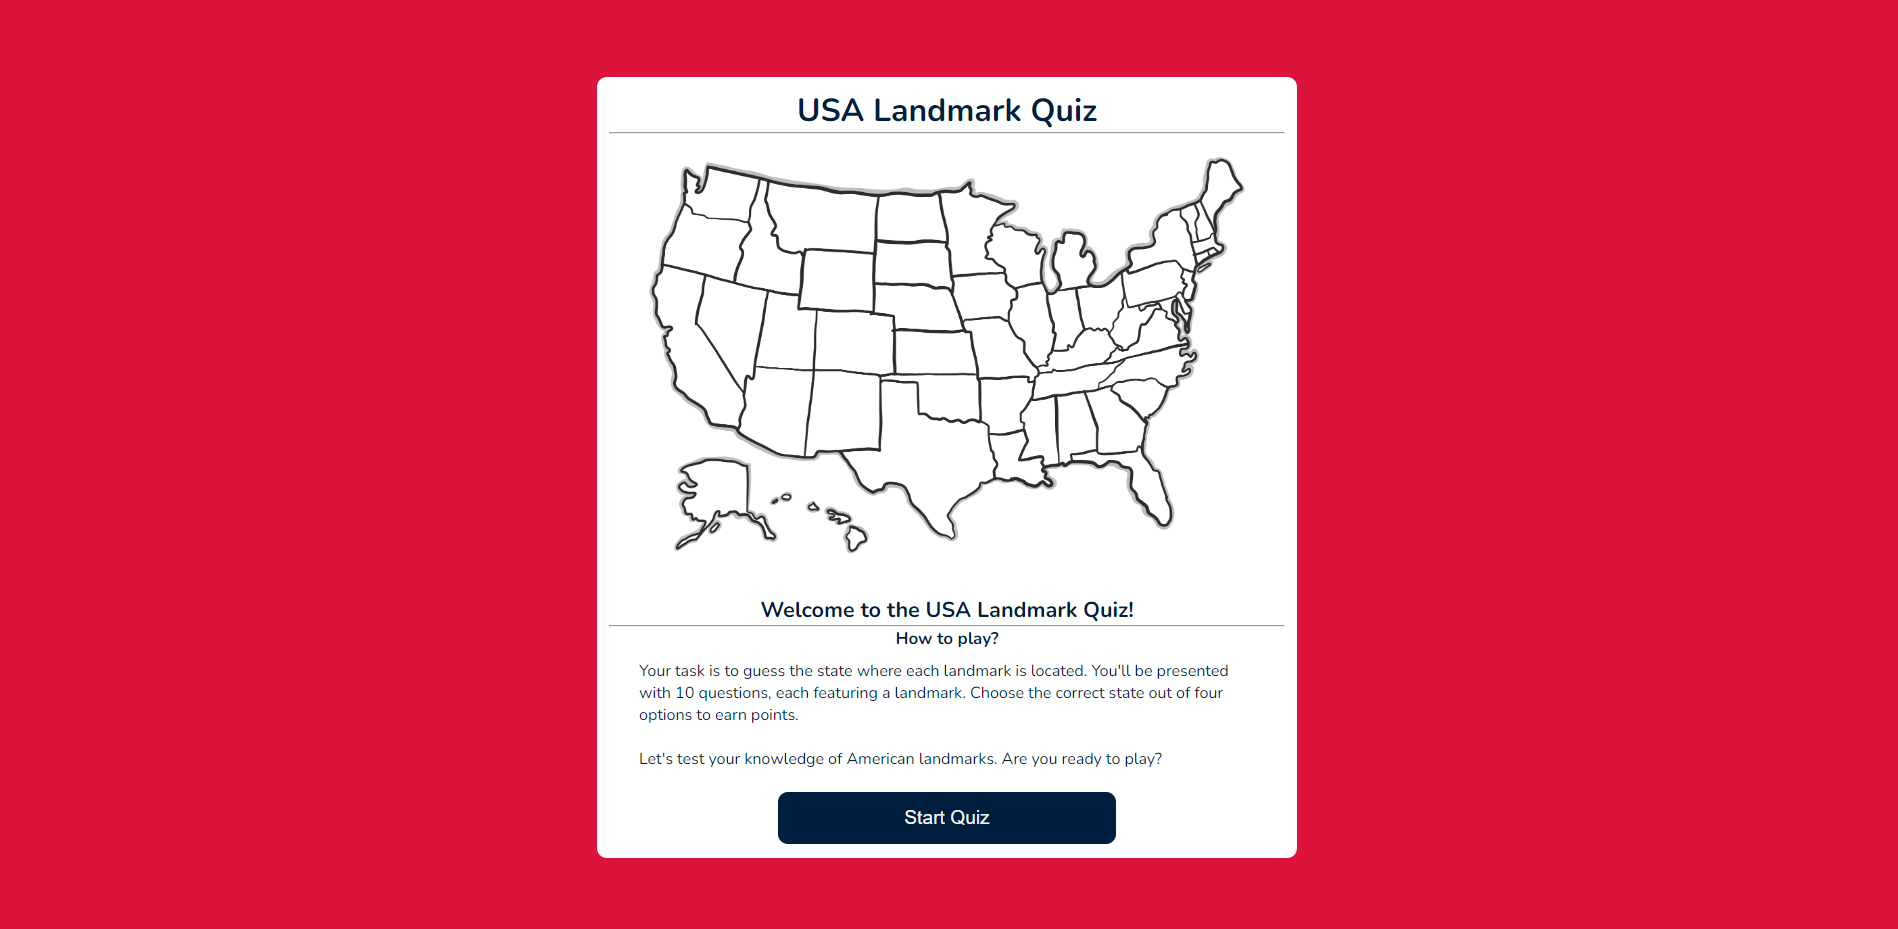 USA Landmark Quiz
Welcome to the USA Landmark Quiz!
How to play?
Your task is to guess the state where each landmark is located. You'll be presented
with 10 questions, each featuring a landmark. Choose the correct state out of four
options to earn points.
Let's test your knowledge of American landmarks. Are you ready to play?
Start Quiz